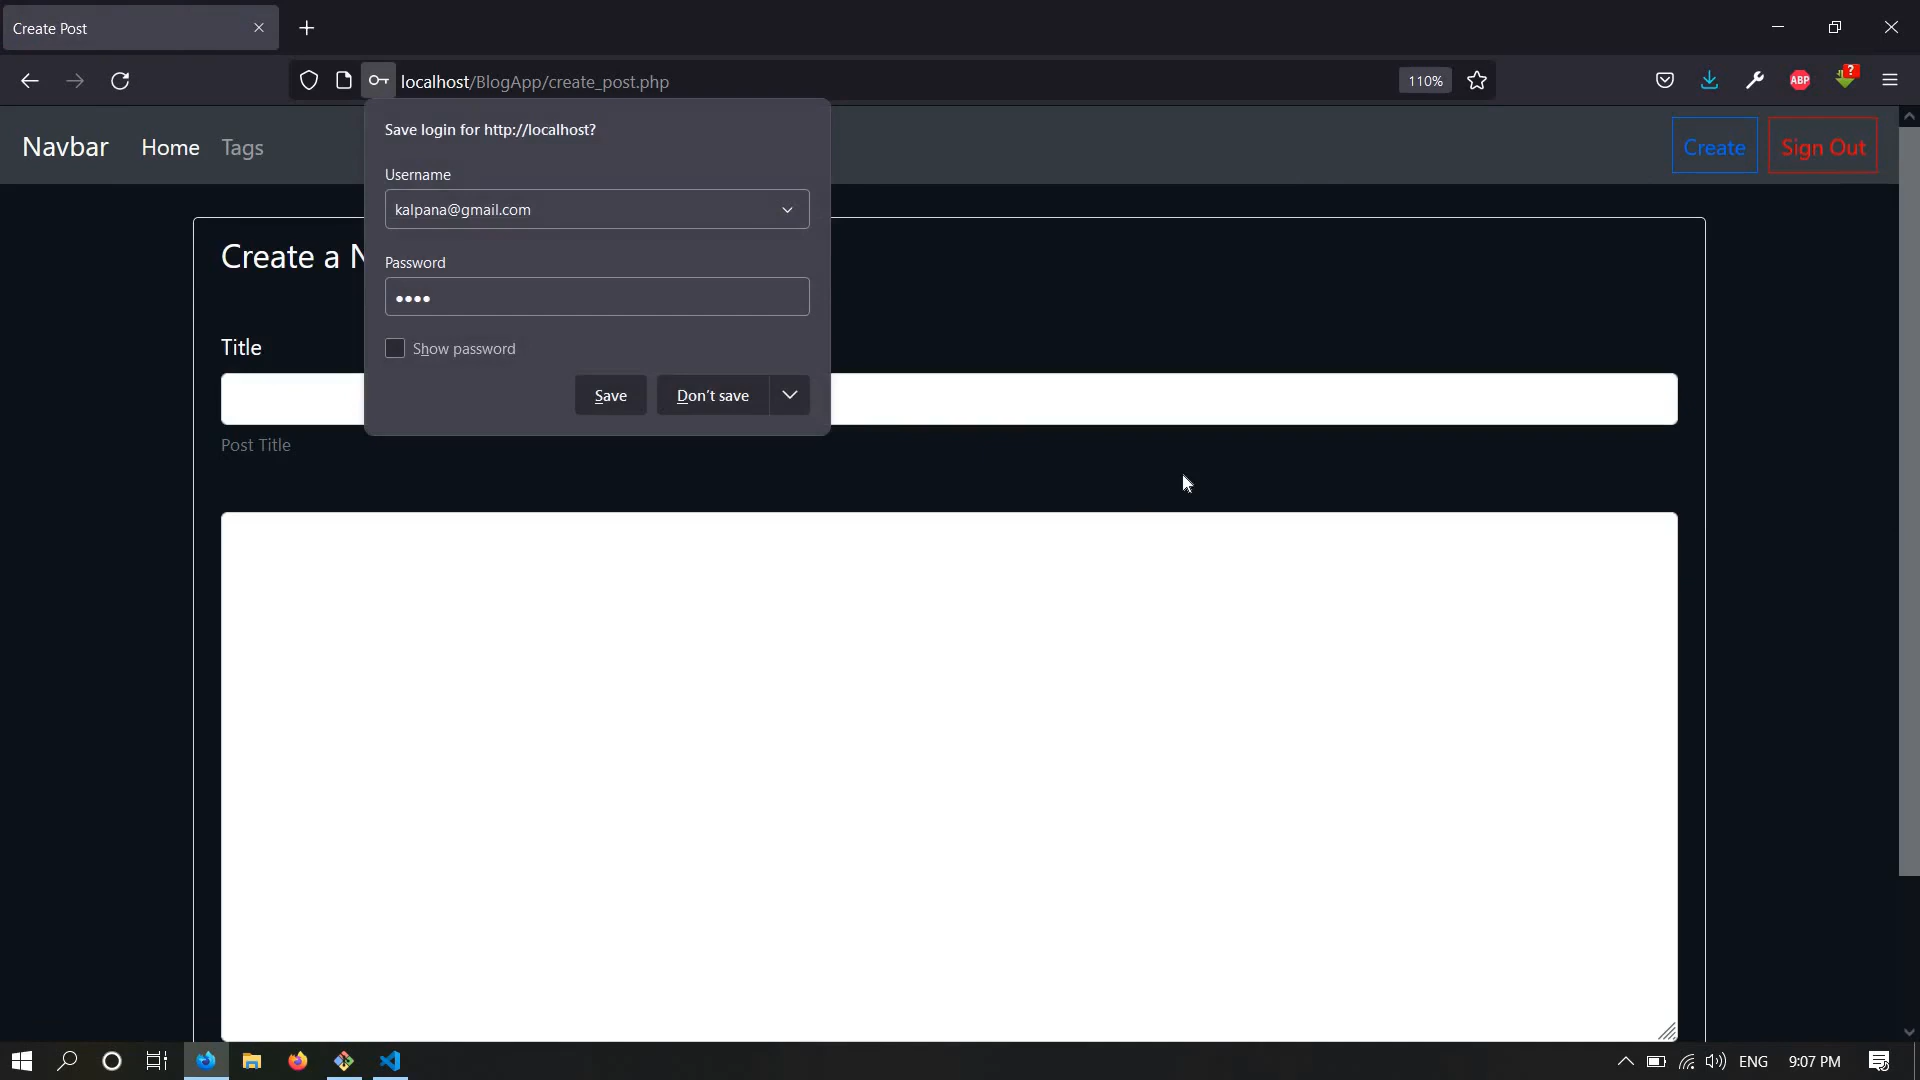 Create Post
localhost/BlogApp/create_post.php
110%
ABP
?
Navbar
Home
Tags
Create
Sign Out
Save login for http://localhost?
Username
kalpana@gmail.com
Password
Show password
Save
Don't save
Create a N
Title
Post Title
ENG
9:07 PM